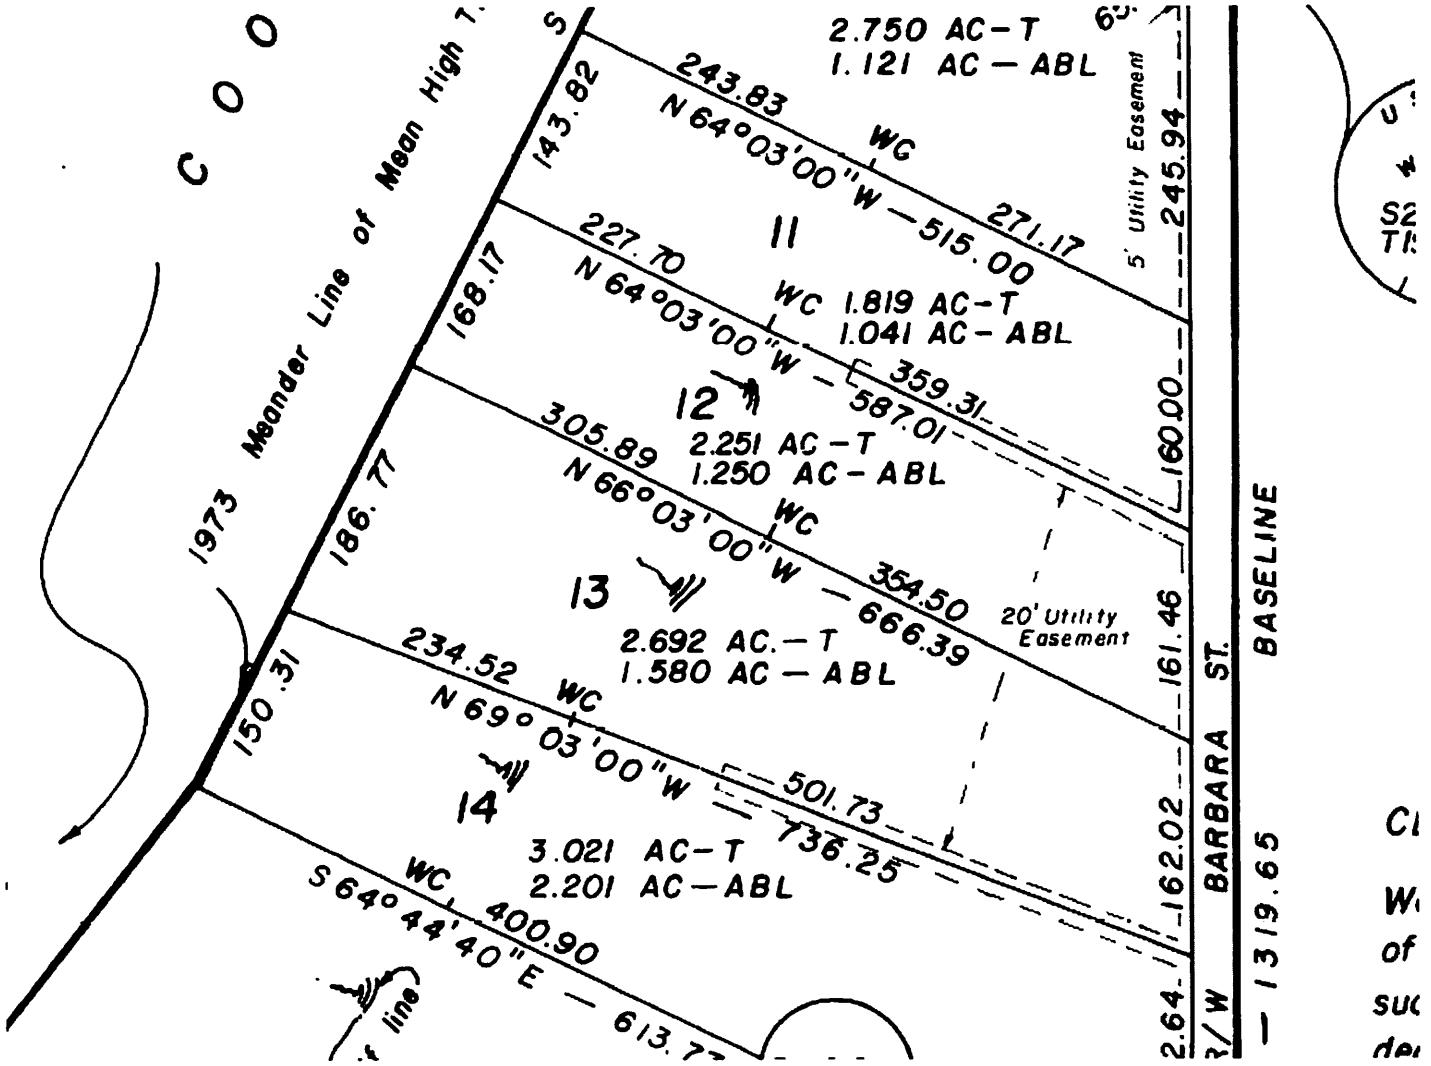 C O O
S
1973 Meander Line of Mean High T.
2.750 AC-T
1.121 AC-ABL
5' Utility Easement
245.94
243.83
WC
271.17
N 64°03'00"W - 515.00
143.82
11
1.819 AC-T
1.041 AC-ABL
227.70
WC
359.31
N 64°03'00"W - 587.01
168.17
160.00
12
2.251 AC-T
1.250 AC-ABL
305.89
WC
354.50
N 66°03'00"W - 666.39
186.77
161.46
13
2.692 AC.-T
1.580 AC-ABL
20' Utility
Easement
234.52
WC
501.73
N 69°03'00"W - 736.25
150.31
162.02
14
3.021 AC-T
2.201 AC-ABL
WC
400.90
S 64°44'40"E - 613.77
2.64
line
BARBARA ST.
R/W
BASELINE
- 1319.65
S2
of